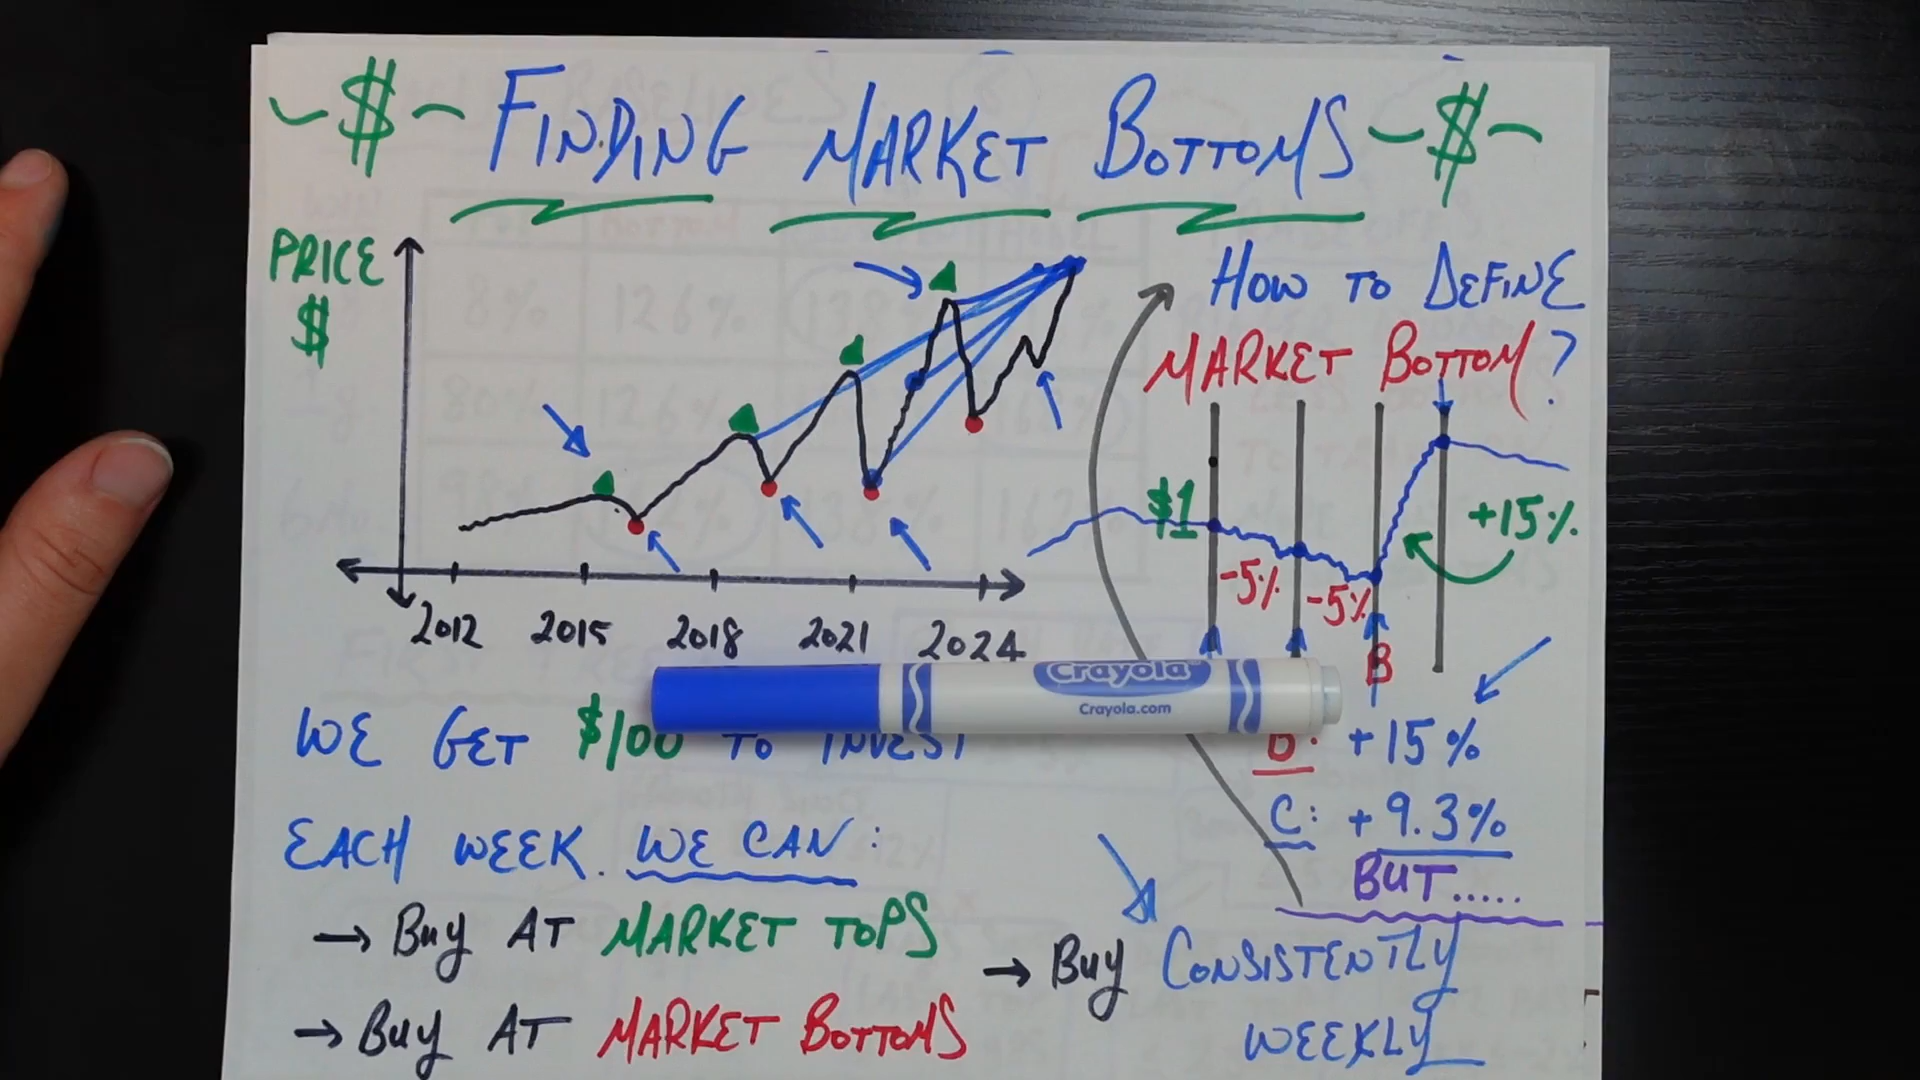 ~$~ FINDING MARKET BOTTOMS ~$~
PRICE
$
2012 2015 2018 2021 2024
HOW TO DEFINE
MARKET BOTTOM?
$1
-5%
-5%
+15%
B
Crayola
Crayola.com
WE GET $100 TO INVEST
EACH WEEK. WE CAN:
→ BUY AT MARKET TOPS
→ BUY AT MARKET BOTTOMS
B: +15%
C: +9.3%
BUT.....
→ BUY CONSISTENTLY
WEEKLY